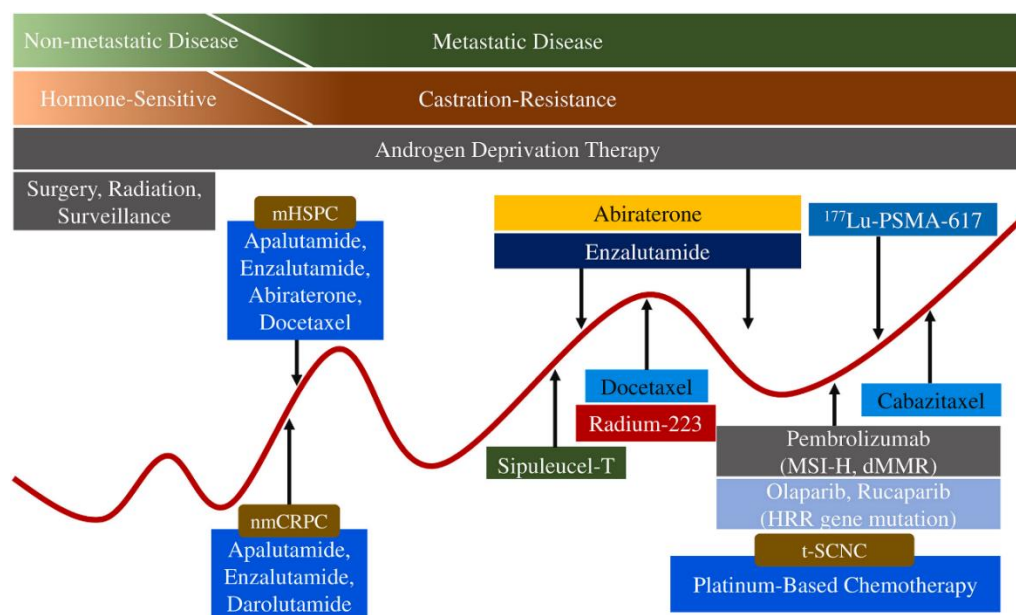 Non-metastatic Disease
Metastatic Disease
Hormone-Sensitive
Castration-Resistance
Androgen Deprivation Therapy
Surgery, Radiation,
Surveillance
mHSPC
Apalutamide,
Enzalutamide,
Abiraterone,
Docetaxel
Abiraterone
Enzalutamide
¹⁷⁷Lu-PSMA-617
Docetaxel
Radium-223
Sipuleucel-T
Cabazitaxel
Pembrolizumab
(MSI-H, dMMR)
Olaparib, Rucaparib
(HRR gene mutation)
nmCRPC
Apalutamide,
Enzalutamide,
Darolutamide
t-SCNC
Platinum-Based Chemotherapy